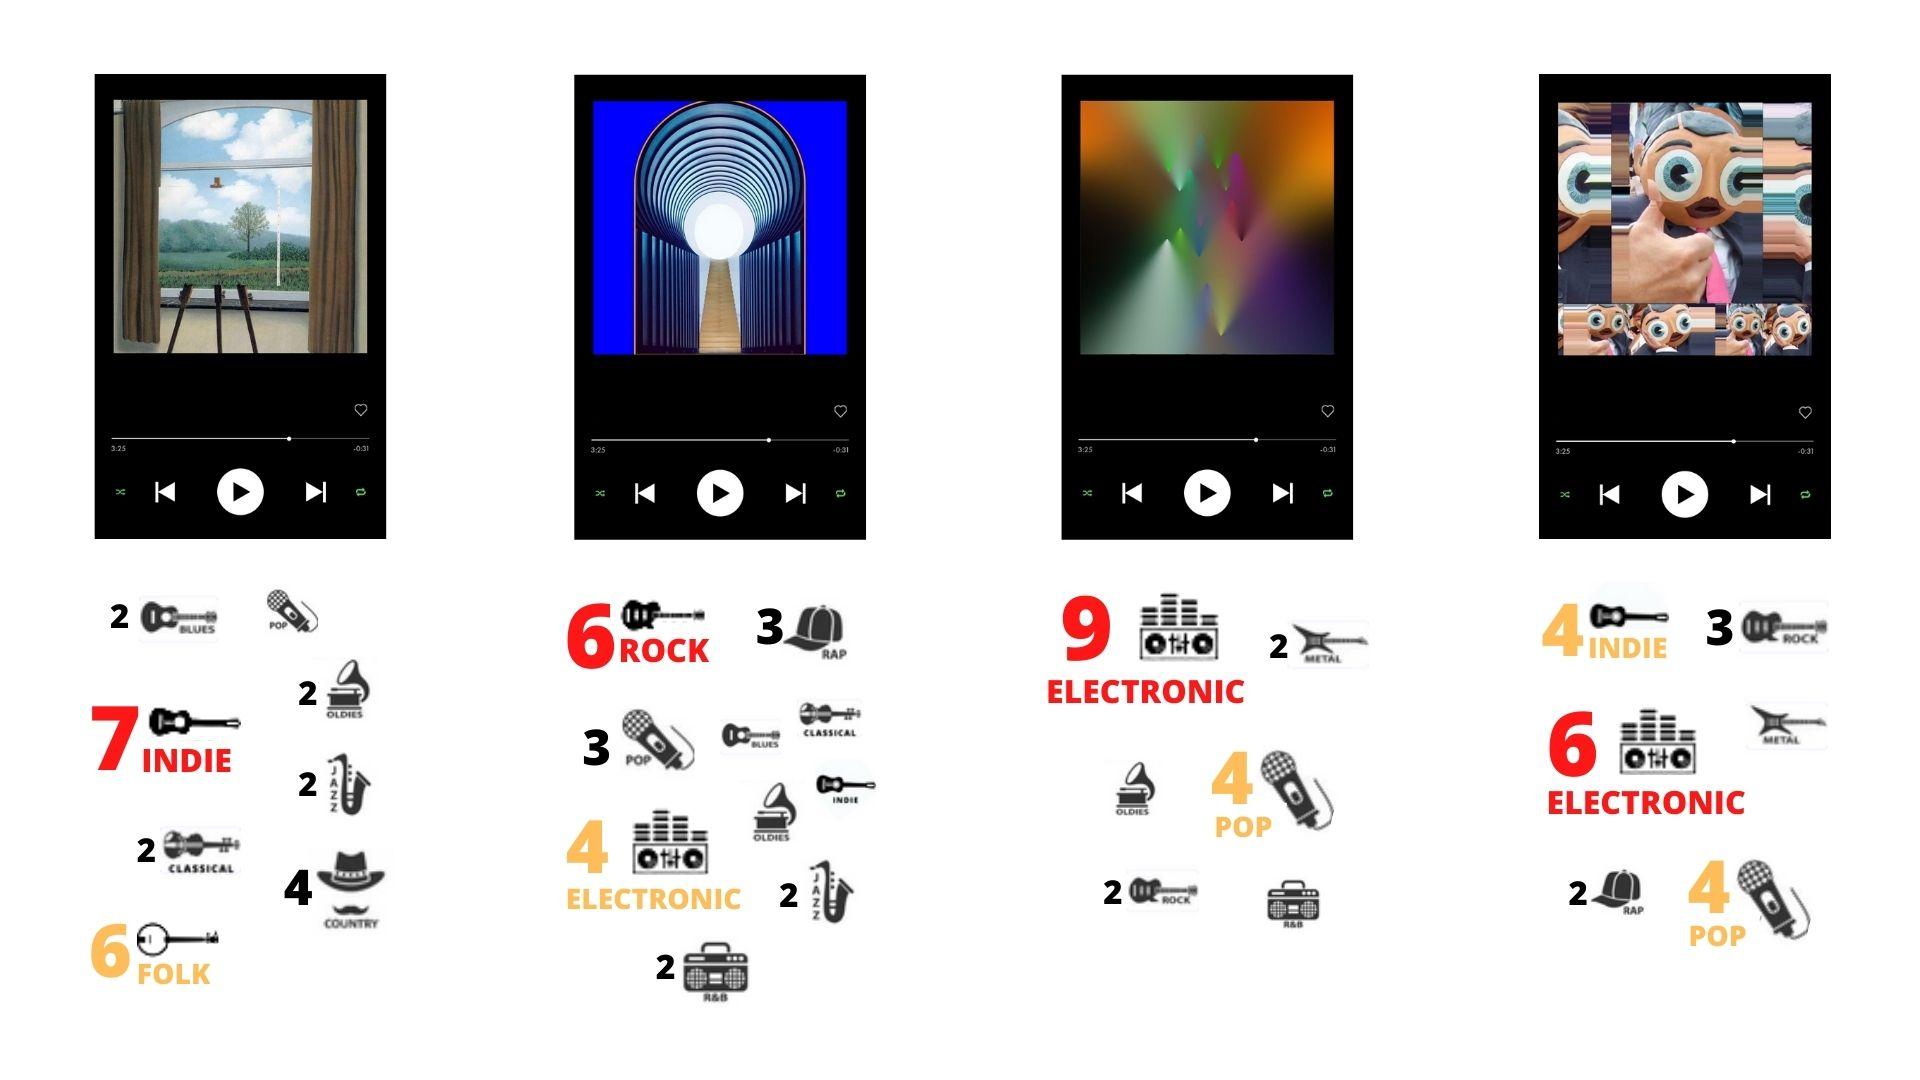 3:25
-0:31
2
BLUES
POP
2
OLDIES
7
INDIE
2
JAZZ
2
CLASSICAL
4
COUNTRY
6
FOLK
3:25
-0:31
6
ROCK
3
RAP
3
POP
BLUES
CLASSICAL
INDIE
OLDIES
4
ELECTRONIC
2
JAZZ
2
R&B
3:25
-0:31
9
ELECTRONIC
2
METAL
OLDIES
4
POP
2
ROCK
R&B
3:25
-0:31
4
INDIE
3
ROCK
6
ELECTRONIC
METAL
2
RAP
4
POP